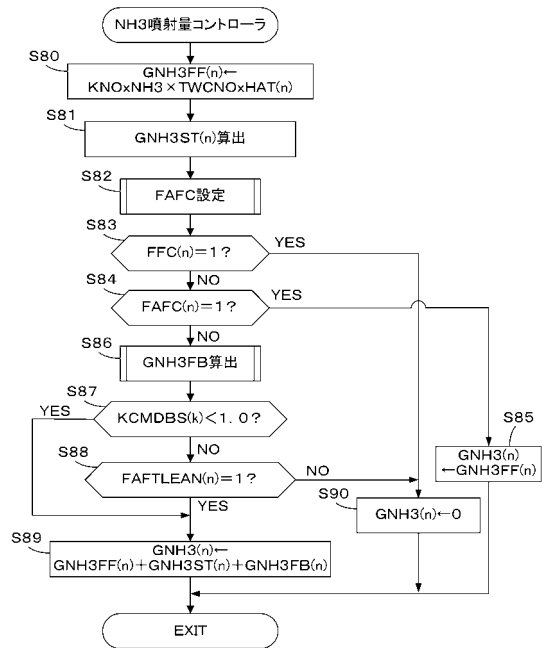 NH3噴射量コントローラ
S80
GNH3FF(n)←
KNOxNH3×TWCNOxHAT(n)
S81
GNH3ST(n)算出
S82
FAFC設定
S83
FFC(n)=1?
YES
NO
S84
FAFC(n)=1?
YES
NO
S86
GNH3FB算出
S87
YES
KCMDBS(k)<1.0?
NO
S85
GNH3(n)
←GNH3FF(n)
S88
FAFTLEAN(n)=1?
NO
YES
S90
GNH3(n)←0
S89
GNH3(n)←
GNH3FF(n)+GNH3ST(n)+GNH3FB(n)
EXIT